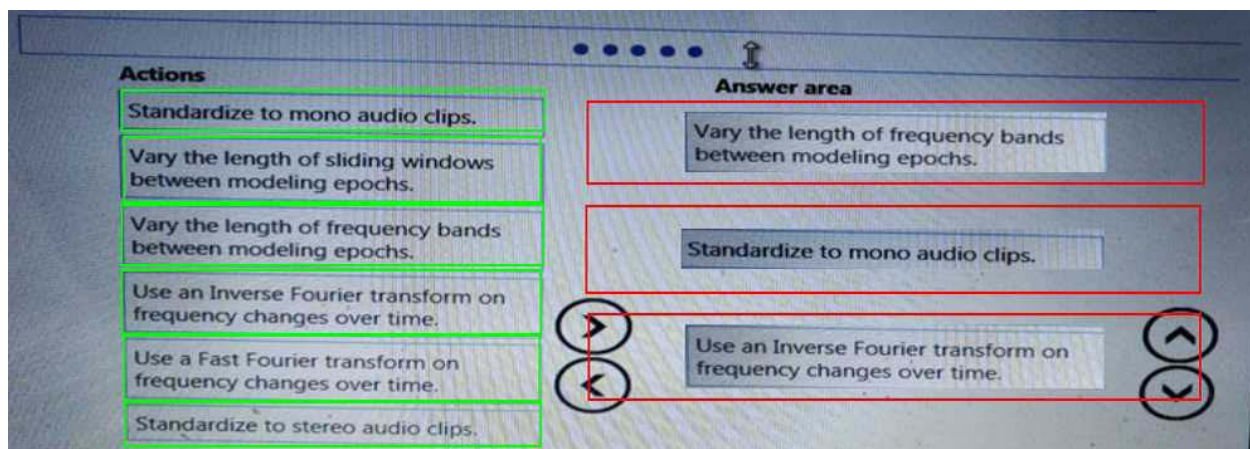 Actions
Standardize to mono audio clips.
Vary the length of sliding windows
between modeling epochs.
Vary the length of frequency bands
between modeling epochs.
Use an Inverse Fourier transform on
frequency changes over time.
Use a Fast Fourier transform on
frequency changes over time.
Standardize to stereo audio clips.
Answer area
Vary the length of frequency bands
between modeling epochs.
Standardize to mono audio clips.
Use an Inverse Fourier transform on
frequency changes over time.